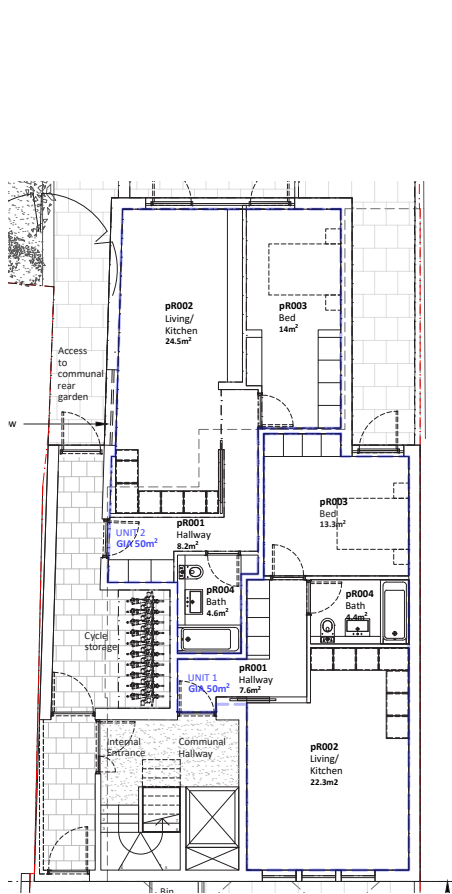 pR002
Living/
Kitchen
24.5m²
pR003
Bed
14m²
Access
to
communal
rear
garden
w
pR003
Bed
13.3m²
UNIT 2
GIA 50m²
pR001
Hallway
8.2m²
pR004
Bath
4.6m²
pR004
Bath
4.4m²
Cycle
storage
UNIT 1
GIA 50m²
pR001
Hallway
7.6m²
Internal
Entrance
Communal
Hallway
pR002
Living/
Kitchen
22.3m2
Bin